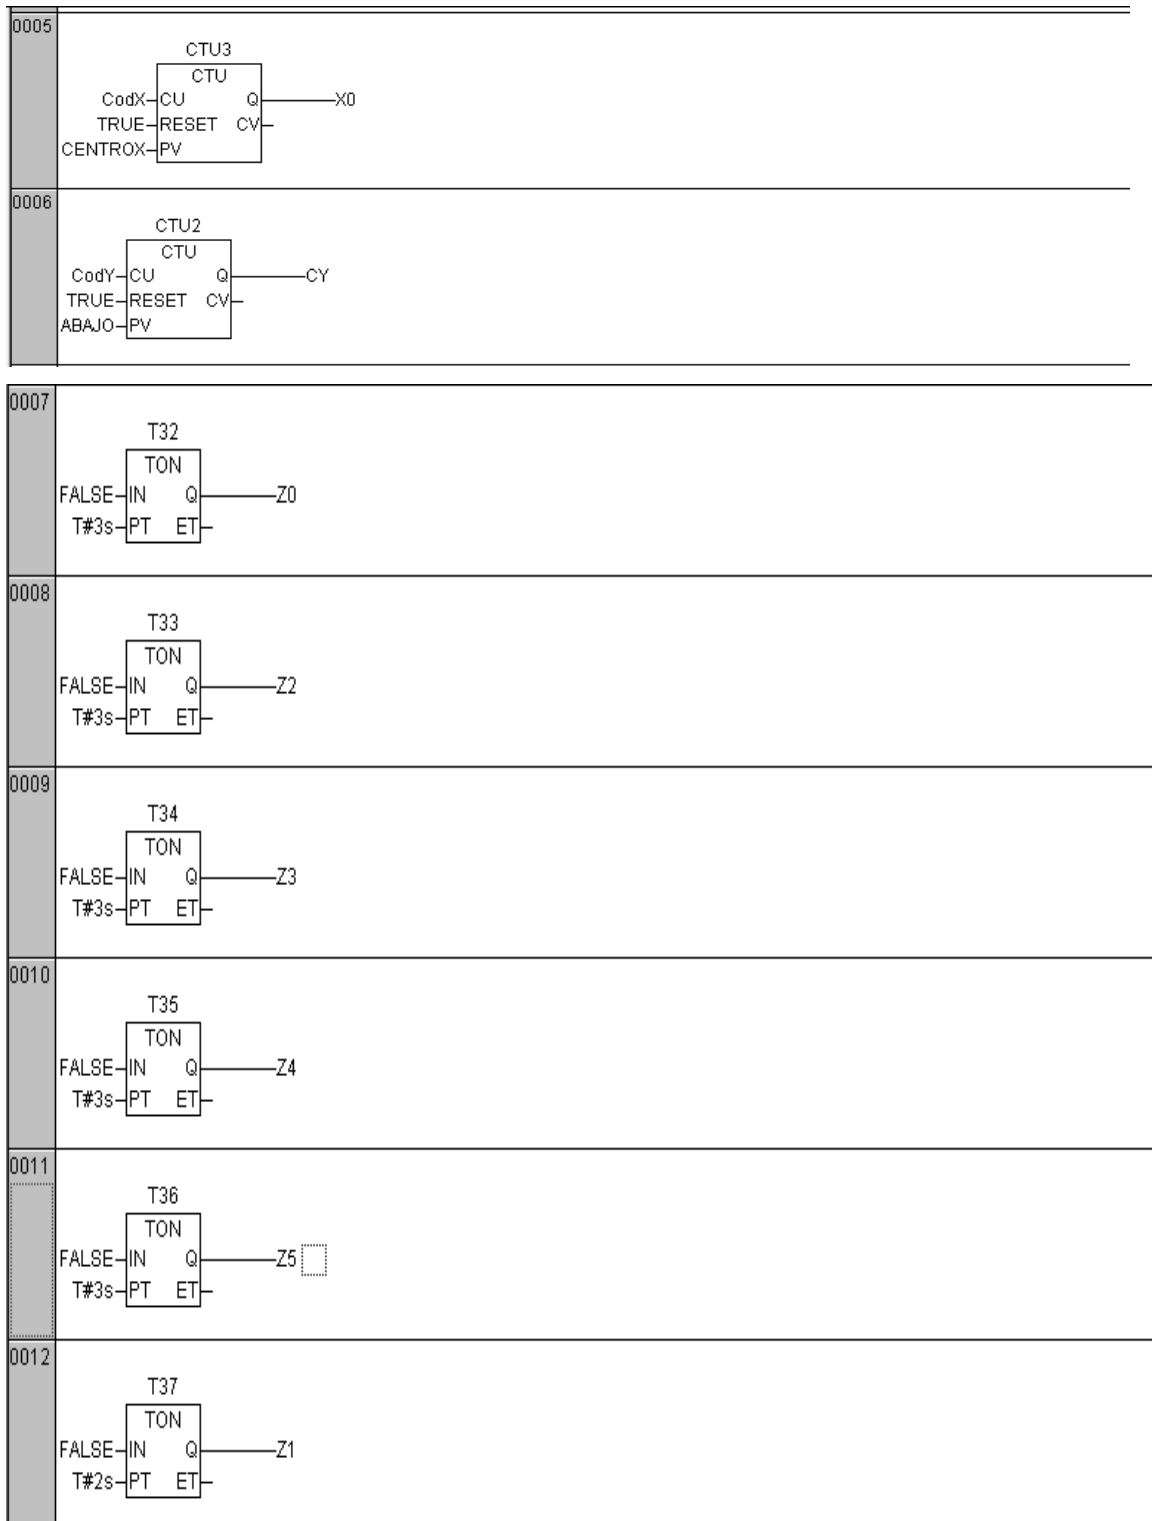 0005
CTU3
CTU
CodX CU Q X0
TRUE RESET CV
CENTROX PV
0006
CTU2
CTU
CodY CU Q CY
TRUE RESET CV
ABAJO PV
0007
T32
TON
FALSE IN Q Z0
T#3s PT ET
0008
T33
TON
FALSE IN Q Z2
T#3s PT ET
0009
T34
TON
FALSE IN Q Z3
T#3s PT ET
0010
T35
TON
FALSE IN Q Z4
T#3s PT ET
0011
T36
TON
FALSE IN Q Z5
T#3s PT ET
0012
T37
TON
FALSE IN Q Z1
T#2s PT ET